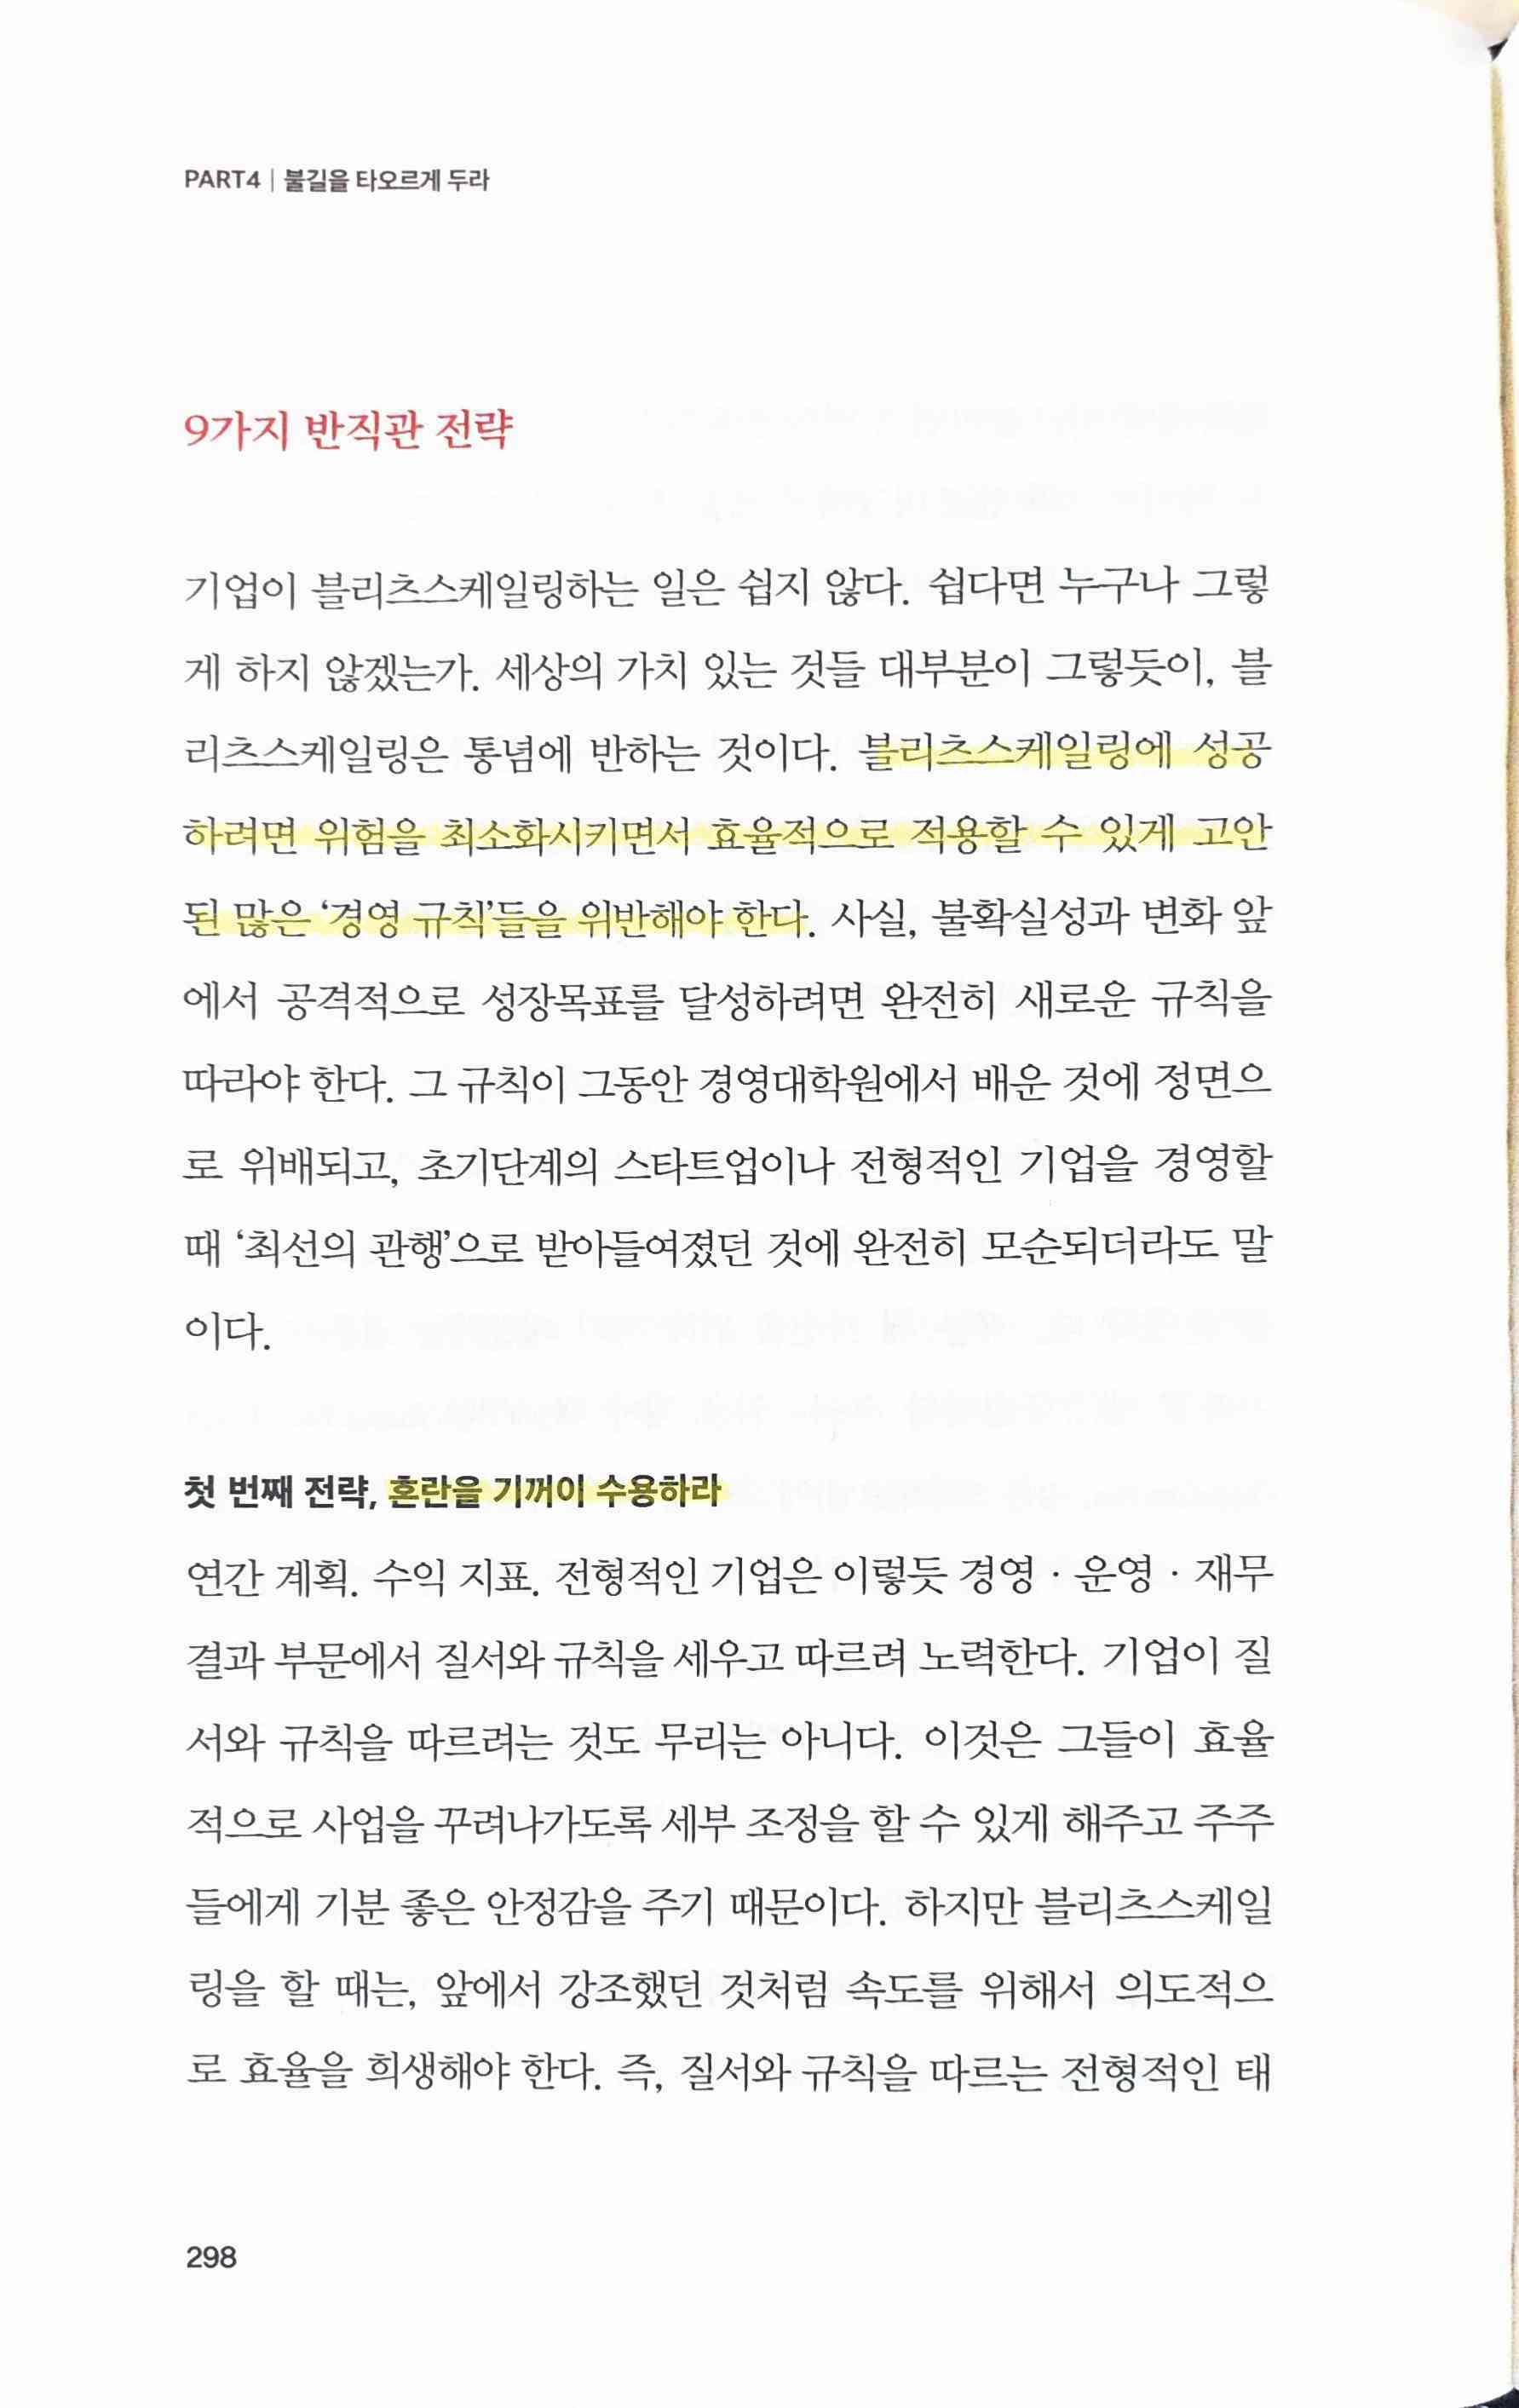 PART4 | 불길을 타오르게 두라
9가지 반직관 전략
기업이 블리츠스케일링하는 일은 쉽지 않다. 쉽다면 누구나 그렇
게 하지 않겠는가. 세상의 가치 있는 것들 대부분이 그렇듯이, 블
리츠스케일링은 통념에 반하는 것이다. 블리츠스케일링에 성공
하려면 위험을 최소화시키면서 효율적으로 적용할 수 있게 고안
된 많은 ‘경영 규칙’들을 위반해야 한다. 사실, 불확실성과 변화 앞
에서 공격적으로 성장목표를 달성하려면 완전히 새로운 규칙을
따라야 한다. 그 규칙이 그동안 경영대학원에서 배운 것에 정면으
로 위배되고, 초기단계의 스타트업이나 전형적인 기업을 경영할
때 ‘최선의 관행’으로 받아들여졌던 것에 완전히 모순되더라도 말
이다.
첫 번째 전략, 혼란을 기꺼이 수용하라
연간 계획. 수익 지표. 전형적인 기업은 이렇듯 경영 · 운영 · 재무
결과 부문에서 질서와 규칙을 세우고 따르려 노력한다. 기업이 질
서와 규칙을 따르려는 것도 무리는 아니다. 이것은 그들이 효율
적으로 사업을 꾸려나가도록 세부 조정을 할 수 있게 해주고 주주
들에게 기분 좋은 안정감을 주기 때문이다. 하지만 블리츠스케일
링을 할 때는, 앞에서 강조했던 것처럼 속도를 위해서 의도적으
로 효율을 희생해야 한다. 즉, 질서와 규칙을 따르는 전형적인 태
298